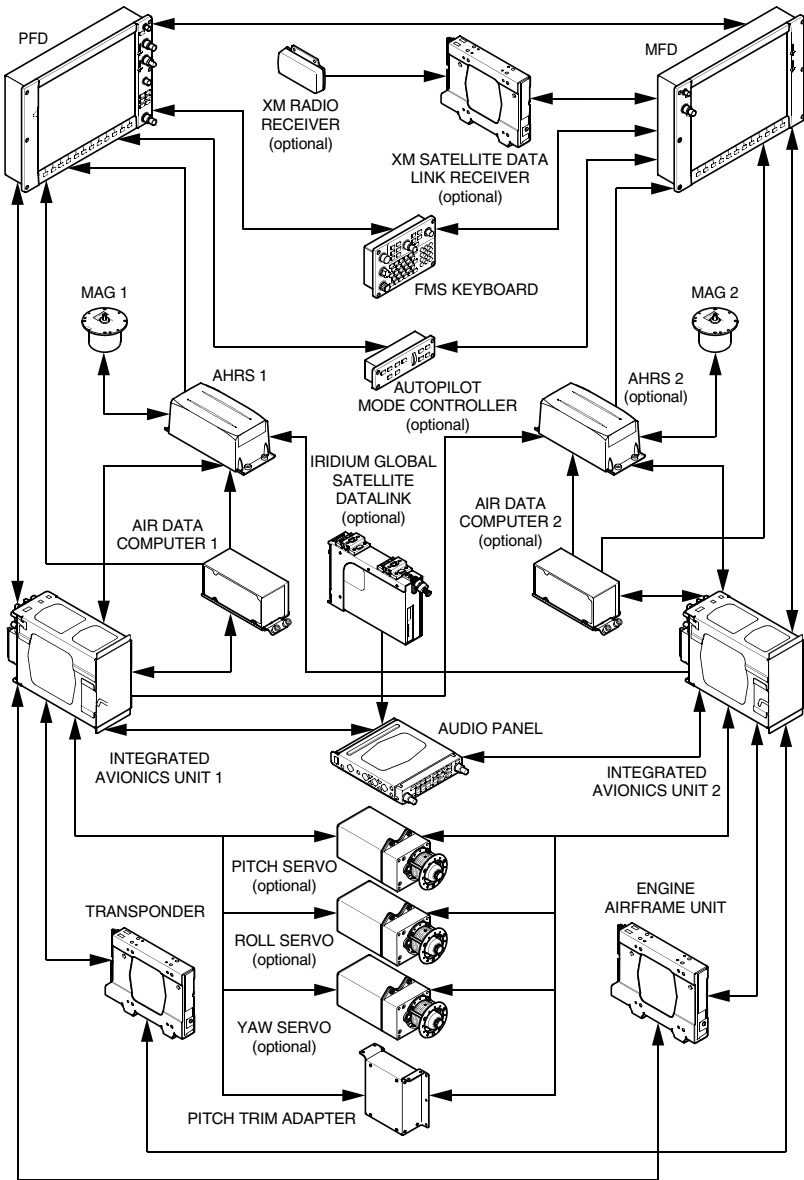 PFD
MFD
XM RADIO
RECEIVER
(optional)
XM SATELLITE DATA
LINK RECEIVER
(optional)
FMS KEYBOARD
MAG 1
MAG 2
AHRS 1
AUTOPILOT
MODE CONTROLLER
(optional)
AHRS 2
(optional)
IRIDIUM GLOBAL
SATELLITE
DATALINK
(optional)
AIR DATA
COMPUTER 1
AIR DATA
COMPUTER 2
(optional)
INTEGRATED
AVIONICS UNIT 1
AUDIO PANEL
INTEGRATED
AVIONICS UNIT 2
PITCH SERVO
(optional)
TRANSPONDER
ROLL SERVO
(optional)
ENGINE
AIRFRAME UNIT
YAW SERVO
(optional)
PITCH TRIM ADAPTER